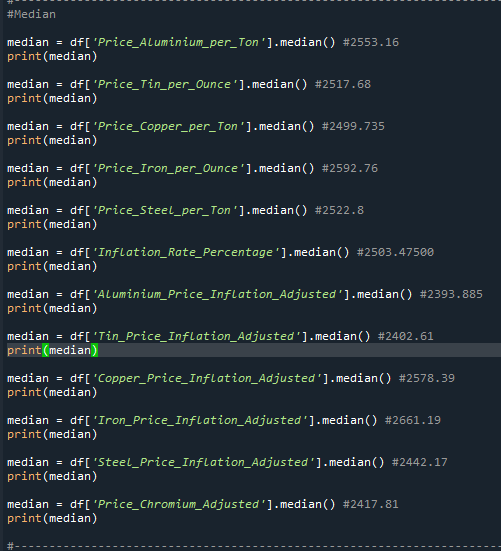 #Median
median = df['Price_Aluminium_per_Ton'].median() #2553.16
print(median)
median = df['Price_Tin_per_Ounce'].median() #2517.68
print(median)
median = df['Price_Copper_per_Ton'].median() #2499.735
print(median)
median = df['Price_Iron_per_Ounce'].median() #2592.76
print(median)
median = df['Price_Steel_per_Ton'].median() #2522.8
print(median)
median = df['Inflation_Rate_Percentage'].median() #2503.47500
print(median)
median = df['Aluminium_Price_Inflation_Adjusted'].median() #2393.885
print(median)
median = df['Tin_Price_Inflation_Adjusted'].median() #2402.61
print(median)
median = df['Copper_Price_Inflation_Adjusted'].median() #2578.39
print(median)
median = df['Iron_Price_Inflation_Adjusted'].median() #2661.19
print(median)
median = df['Steel_Price_Inflation_Adjusted'].median() #2442.17
print(median)
median = df['Price_Chromium_Adjusted'].median() #2417.81
print(median)
#----------------------------------------------------------------------